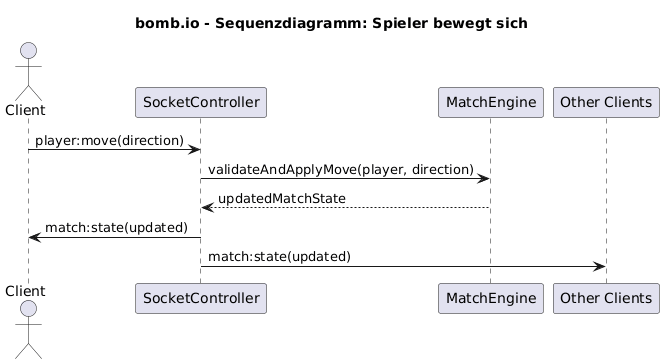 bomb.io - Sequenzdiagramm: Spieler bewegt sich
Client
SocketController
MatchEngine
Other Clients
player:move(direction)
validateAndApplyMove(player, direction)
updatedMatchState
match:state(updated)
match:state(updated)
Client
SocketController
MatchEngine
Other Clients